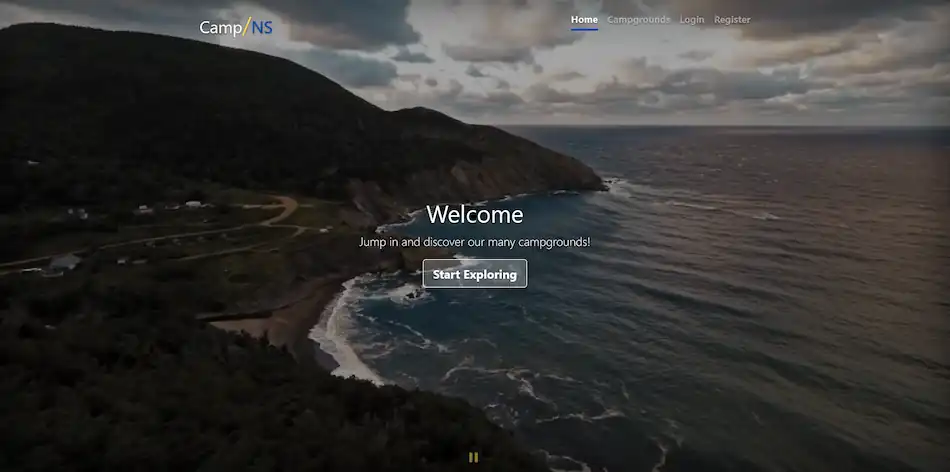 Camp/NS
Home Campgrounds Login Register
Welcome
Jump in and discover our many campgrounds!
Start Exploring